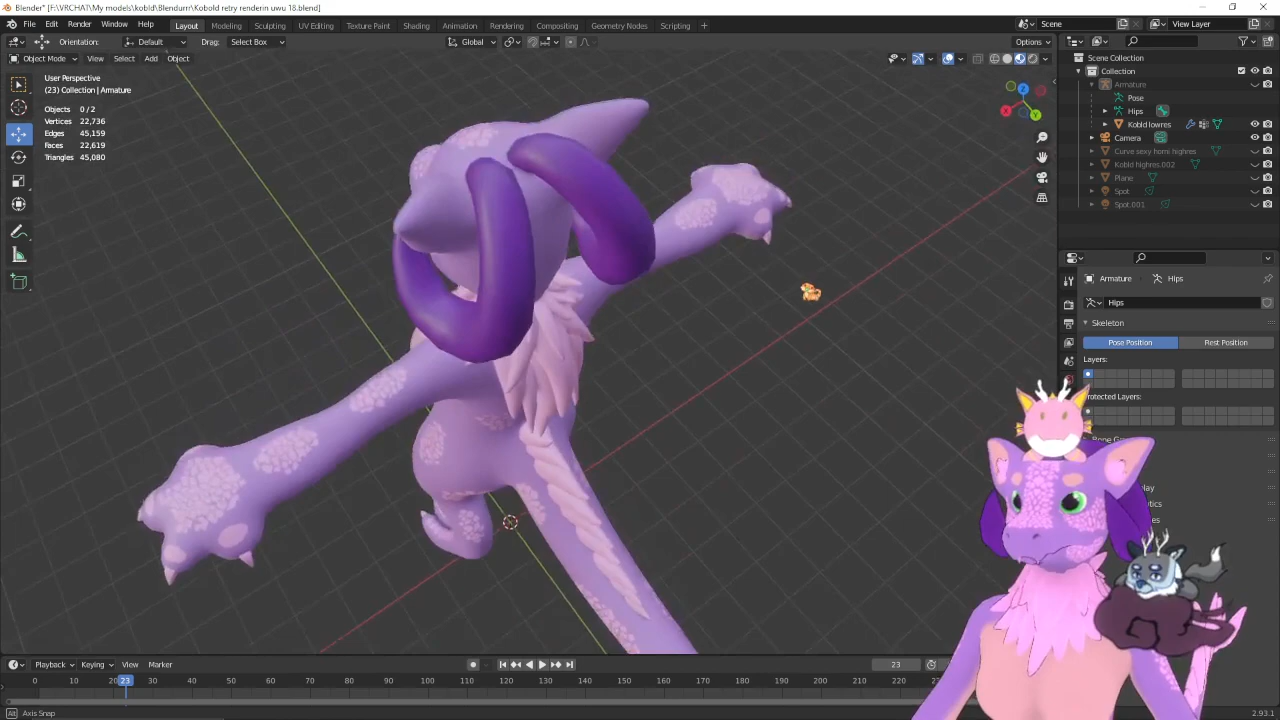 Blender* [F:\VRCHAT\My models\kobld\Blendurr\Kobold retry renderin uwu 18.blend]
File Edit Render Window Help Layout Modeling Sculpting UV Editing Texture Paint Shading Animation Rendering Compositing Geometry Nodes Scripting + Scene View Layer
Orientation: Default Drag: Select Box Global Options
Object Mode View Select Add Object
User Perspective
(23) Collection | Armature
Objects 0 / 2
Vertices 22,736
Edges 45,159
Faces 22,619
Triangles 45,080
X
Y
Z
Scene Collection
Collection
Armature
Pose
Hips
Kobld lowres
Camera
Curve sexy homi highres
Kobld highres.002
Plane
Spot
Spot.001
Armature Hips
Hips
Skeleton
Pose Position Rest Position
Layers:
Protected Layers:
Playback Keying View Marker 23
0 10 20 23 30 40 50 60 70 80 90 100 110 120 130 140 150 160 170 180 190 200 210 220
Alt Axis Snap 2.93.1